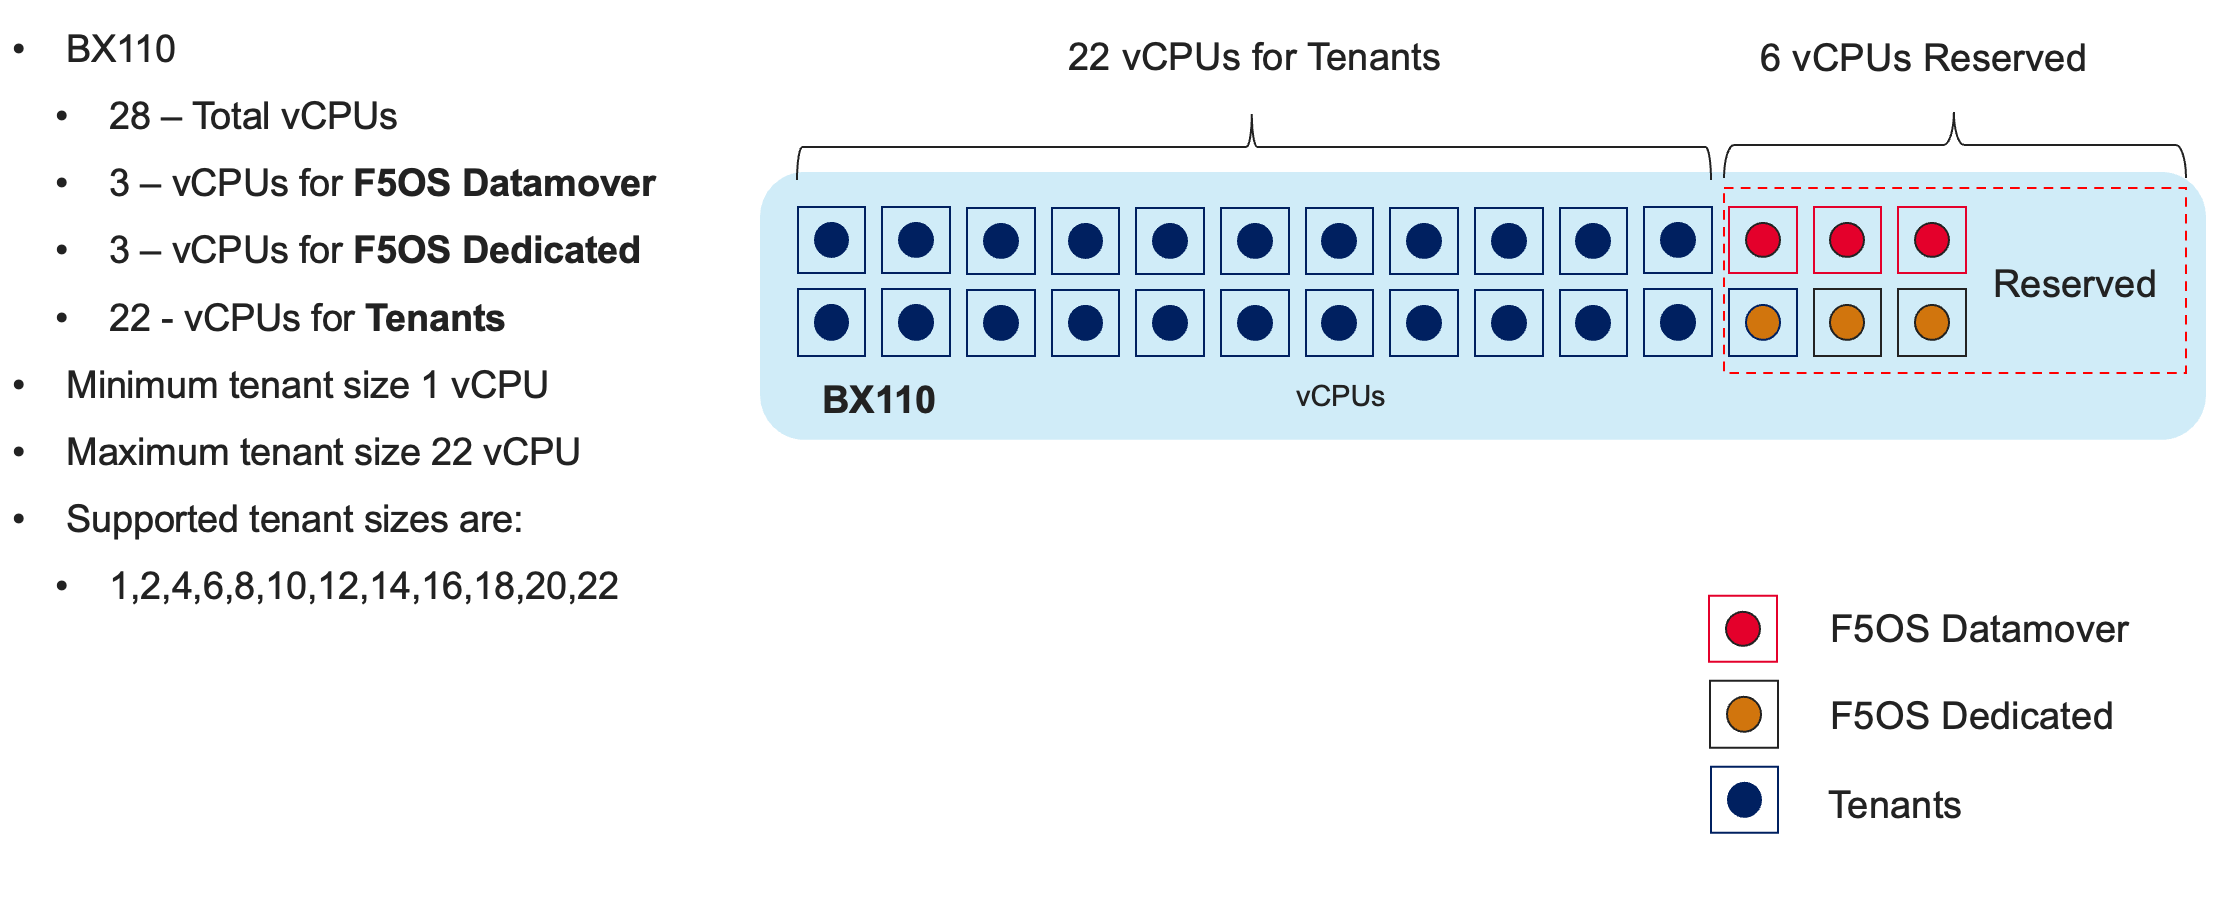 • BX110
• 28 – Total vCPUs
• 3 – vCPUs for F5OS Datamover
• 3 – vCPUs for F5OS Dedicated
• 22 - vCPUs for Tenants
• Minimum tenant size 1 vCPU
• Maximum tenant size 22 vCPU
• Supported tenant sizes are:
• 1,2,4,6,8,10,12,14,16,18,20,22
22 vCPUs for Tenants
6 vCPUs Reserved
Reserved
BX110
vCPUs
F5OS Datamover
F5OS Dedicated
Tenants